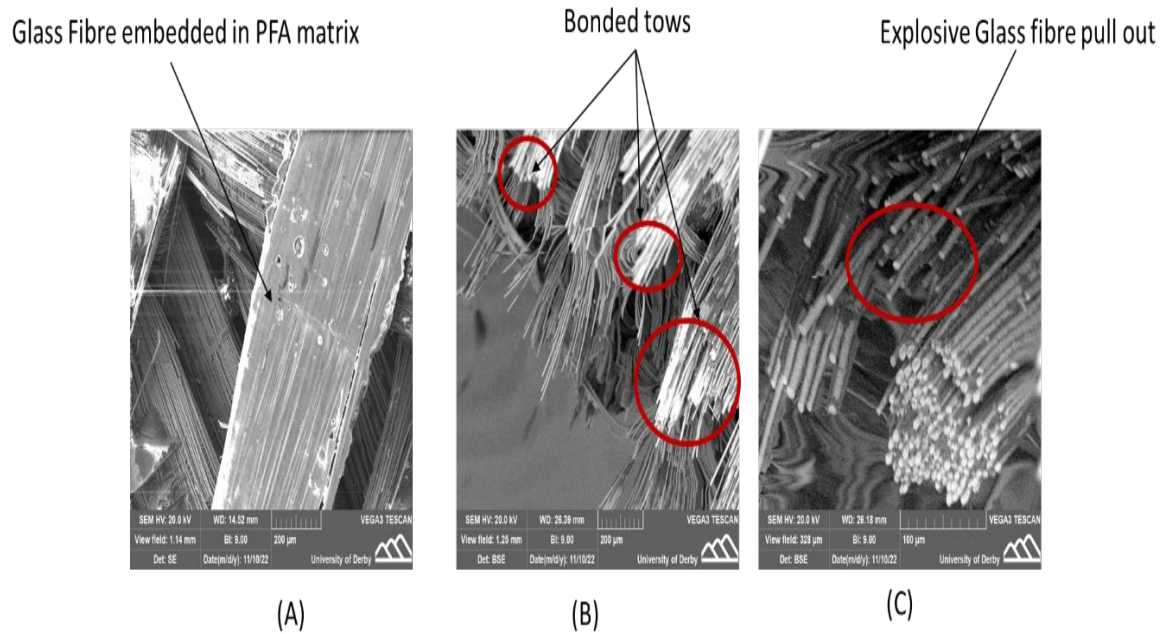 Glass Fibre embedded in PFA matrix
Bonded tows
Explosive Glass fibre pull out
SEM HV: 20.0 kV WD: 14.52 mm VEGA3 TESCAN
View field: 1.14 mm BI: 9.00 200 µm
Det: SE Date(m/d/y): 11/10/22 University of Derby
SEM HV: 20.0 kV WD: 26.39 mm VEGA3 TESCAN
View field: 1.25 mm BI: 9.00 200 µm
Det: BSE Date(m/d/y): 11/10/22 University of Derby
SEM HV: 20.0 kV WD: 26.18 mm VEGA3 TESCAN
View field: 328 µm BI: 9.00 100 µm
Det: BSE Date(m/d/y): 11/10/22 University of Derby
(A)
(B)
(C)